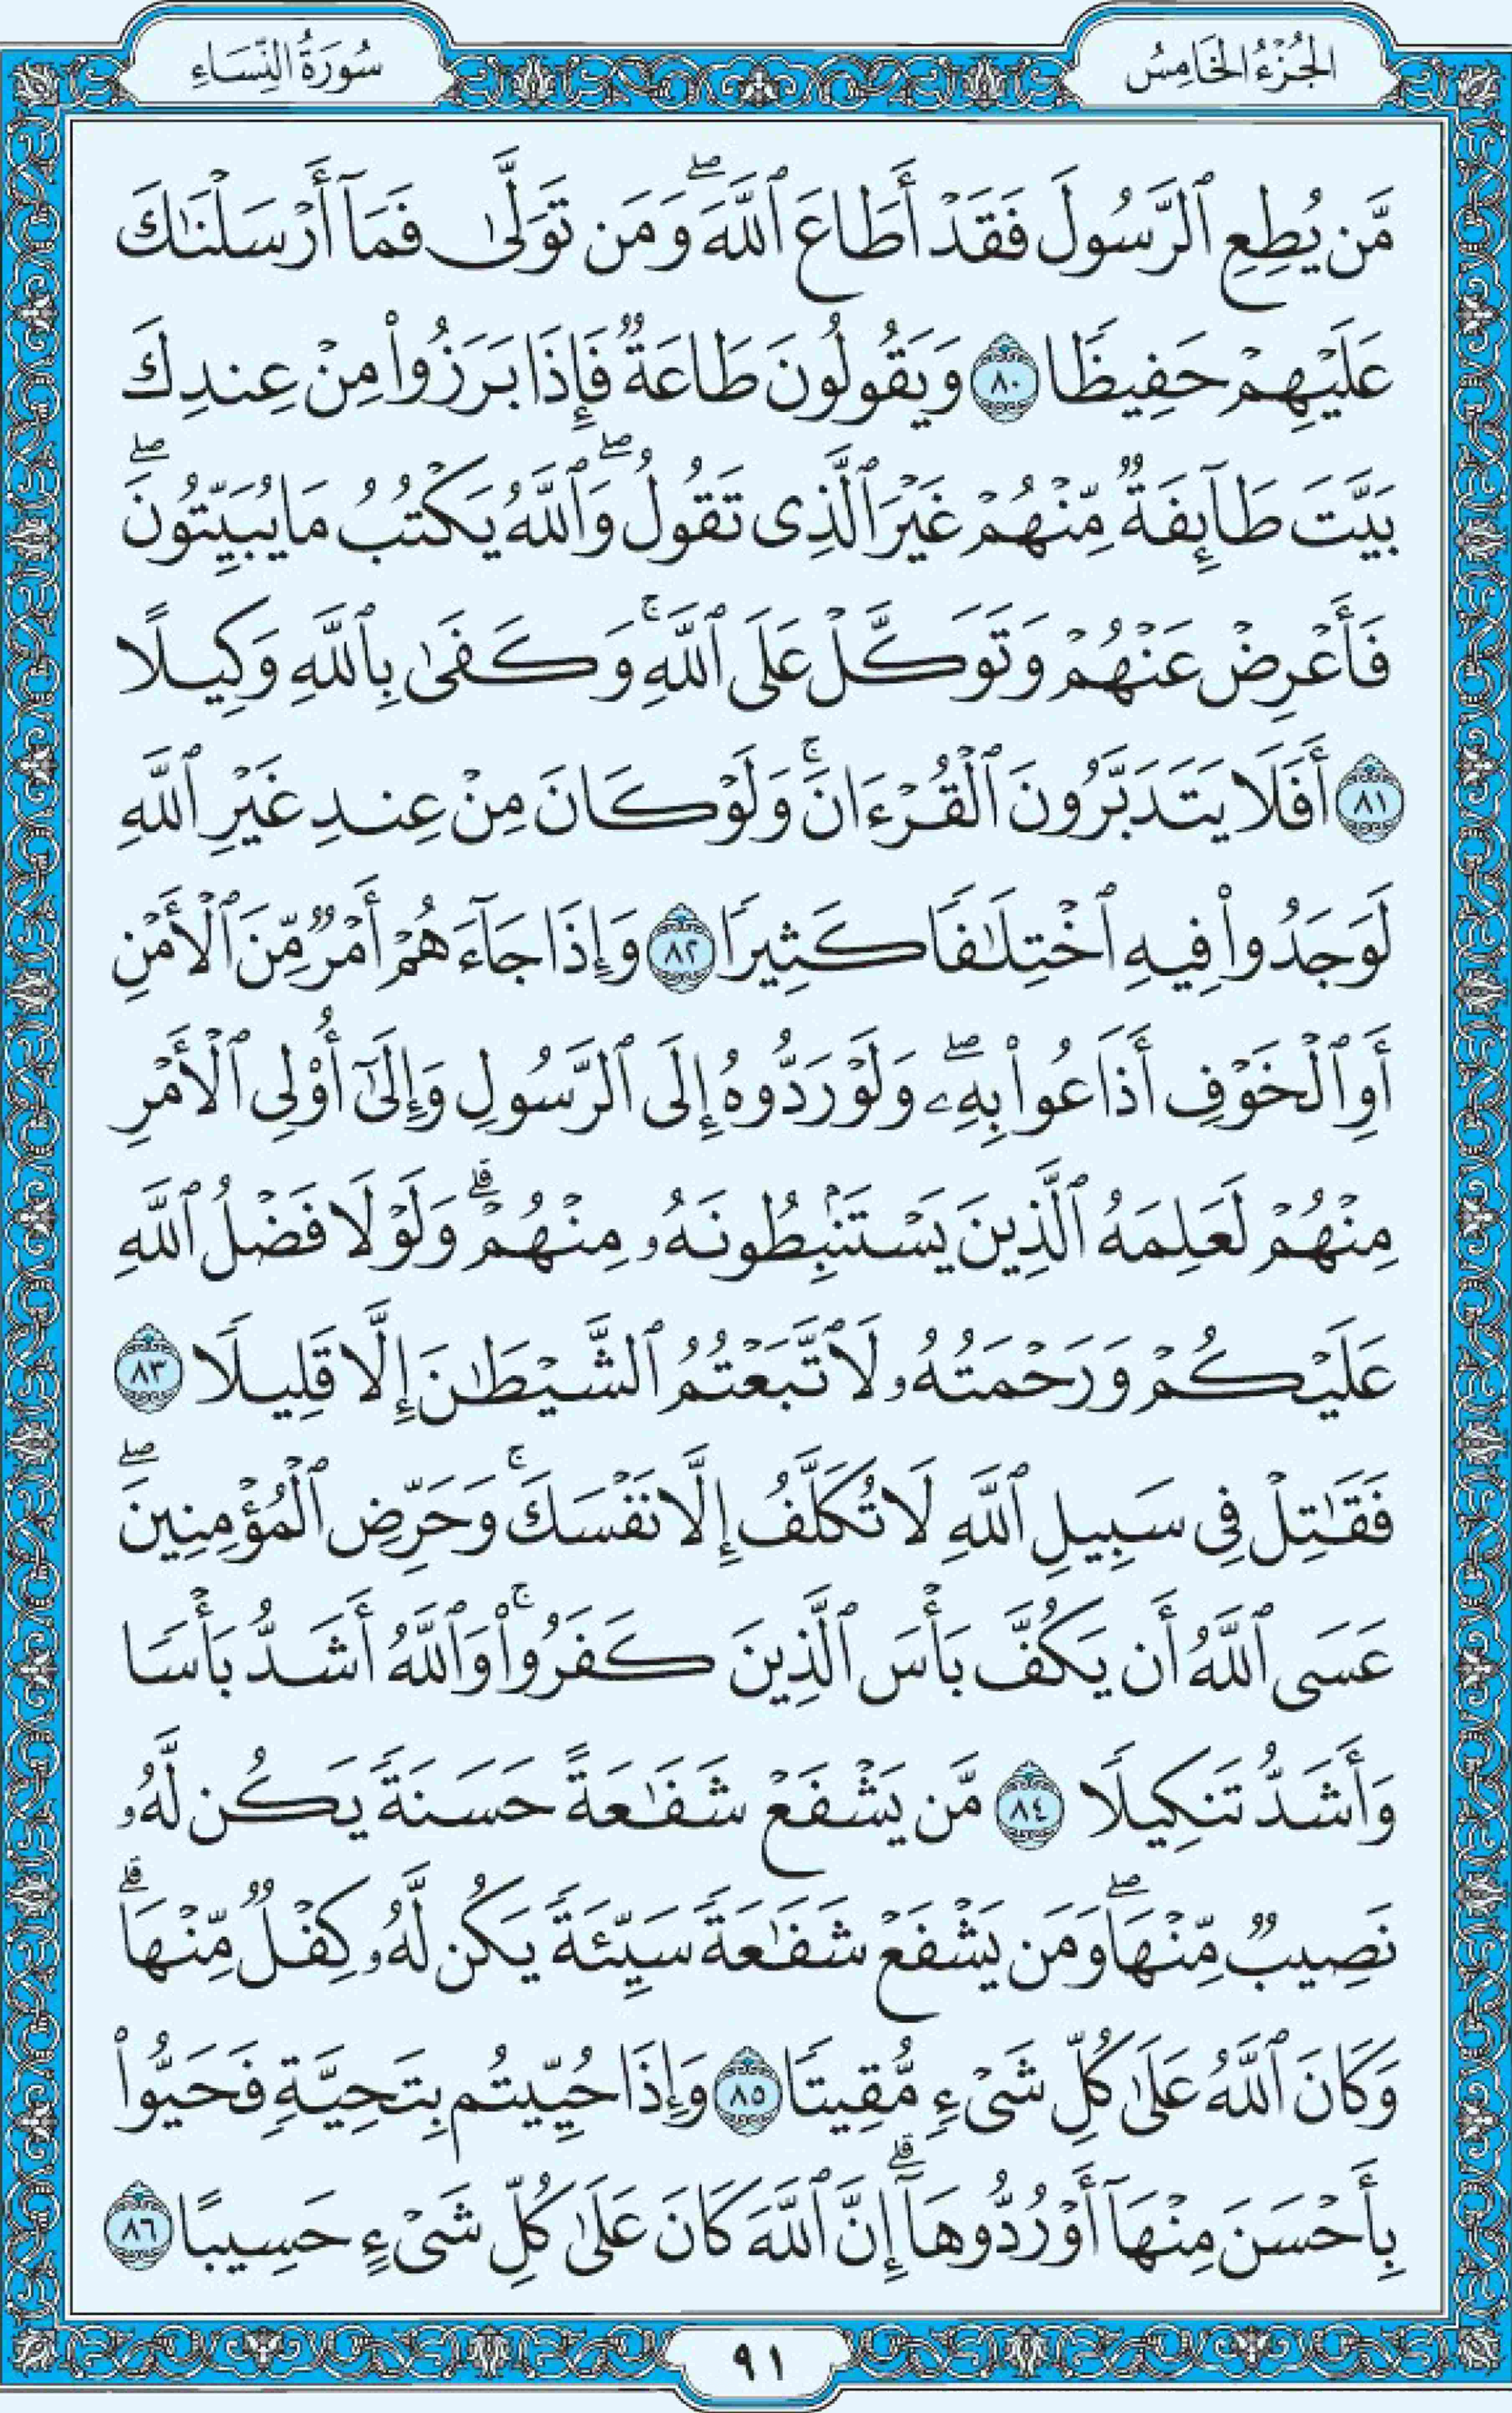 الجُزْءُ الخَامِسُ
سُورَةُ النِّسَاءِ
مَّن يُطِعِ ٱلرَّسُولَ فَقَدْ أَطَاعَ ٱللَّهَۖ وَمَن تَوَلَّىٰ فَمَآ أَرْسَلْنَٰكَ
عَلَيْهِمْ حَفِيظًا ٨٠ وَيَقُولُونَ طَاعَةٌ فَإِذَا بَرَزُوا۟ مِنْ عِندِكَ
بَيَّتَ طَآئِفَةٌ مِّنْهُمْ غَيْرَ ٱلَّذِى تَقُولُۖ وَٱللَّهُ يَكْتُبُ مَا يُبَيِّتُونَۖ
فَأَعْرِضْ عَنْهُمْ وَتَوَكَّلْ عَلَى ٱللَّهِۚ وَكَفَىٰ بِٱللَّهِ وَكِيلًا
٨١ أَفَلَا يَتَدَبَّرُونَ ٱلْقُرْءَانَۚ وَلَوْ كَانَ مِنْ عِندِ غَيْرِ ٱللَّهِ
لَوَجَدُوا۟ فِيهِ ٱخْتِلَٰفًا كَثِيرًا ٨٢ وَإِذَا جَآءَهُمْ أَمْرٌ مِّنَ ٱلْأَمْنِ
أَوِ ٱلْخَوْفِ أَذَاعُوا۟ بِهِۦۖ وَلَوْ رَدُّوهُ إِلَى ٱلرَّسُولِ وَإِلَىٰٓ أُو۟لِى ٱلْأَمْرِ
مِنْهُمْ لَعَلِمَهُ ٱلَّذِينَ يَسْتَنۢبِطُونَهُۥ مِنْهُمْۗ وَلَوْلَا فَضْلُ ٱللَّهِ
عَلَيْكُمْ وَرَحْمَتُهُۥ لَٱتَّبَعْتُمُ ٱلشَّيْطَٰنَ إِلَّا قَلِيلًا ٨٣
فَقَٰتِلْ فِى سَبِيلِ ٱللَّهِ لَا تُكَلَّفُ إِلَّا نَفْسَكَۚ وَحَرِّضِ ٱلْمُؤْمِنِينَۖ
عَسَى ٱللَّهُ أَن يَكُفَّ بَأْسَ ٱلَّذِينَ كَفَرُوا۟ۚ وَٱللَّهُ أَشَدُّ بَأْسًا
وَأَشَدُّ تَنكِيلًا ٨٤ مَّن يَشْفَعْ شَفَٰعَةً حَسَنَةً يَكُن لَّهُۥ
نَصِيبٌ مِّنْهَاۖ وَمَن يَشْفَعْ شَفَٰعَةً سَيِّئَةً يَكُن لَّهُۥ كِفْلٌ مِّنْهَاۗ
وَكَانَ ٱللَّهُ عَلَىٰ كُلِّ شَىْءٍ مُّقِيتًا ٨٥ وَإِذَا حُيِّيتُم بِتَحِيَّةٍ فَحَيُّوا۟
بِأَحْسَنَ مِنْهَآ أَوْ رُدُّوهَآۗ إِنَّ ٱللَّهَ كَانَ عَلَىٰ كُلِّ شَىْءٍ حَسِيبًا ٨٦
٩١